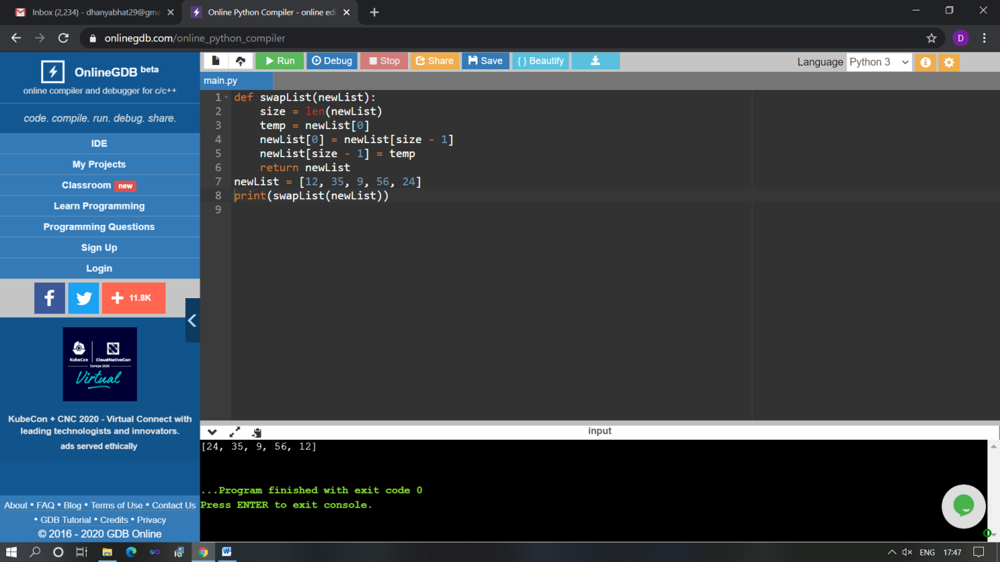 Inbox (2,234) - dhanyabhat29@gma
Online Python Compiler - online edi
onlinegdb.com/online_python_compiler
D
OnlineGDB beta
online compiler and debugger for c/c++
code. compile. run. debug. share.
IDE
My Projects
Classroom new
Learn Programming
Programming Questions
Sign Up
Login
11.8K
KubeCon CloudNativeCon
Europe 2020
Virtual
KubeCon + CNC 2020 - Virtual Connect with
leading technologists and innovators.
ads served ethically
About • FAQ • Blog • Terms of Use • Contact Us
• GDB Tutorial • Credits • Privacy
© 2016 - 2020 GDB Online
Run Debug Stop Share Save { } Beautify
Language Python 3
main.py
1 def swapList(newList):
2     size = len(newList)
3     temp = newList[0]
4     newList[0] = newList[size - 1]
5     newList[size - 1] = temp
6     return newList
7 newList = [12, 35, 9, 56, 24]
8 print(swapList(newList))
9
input
[24, 35, 9, 56, 12]
...Program finished with exit code 0
Press ENTER to exit console.
ENG 17:47